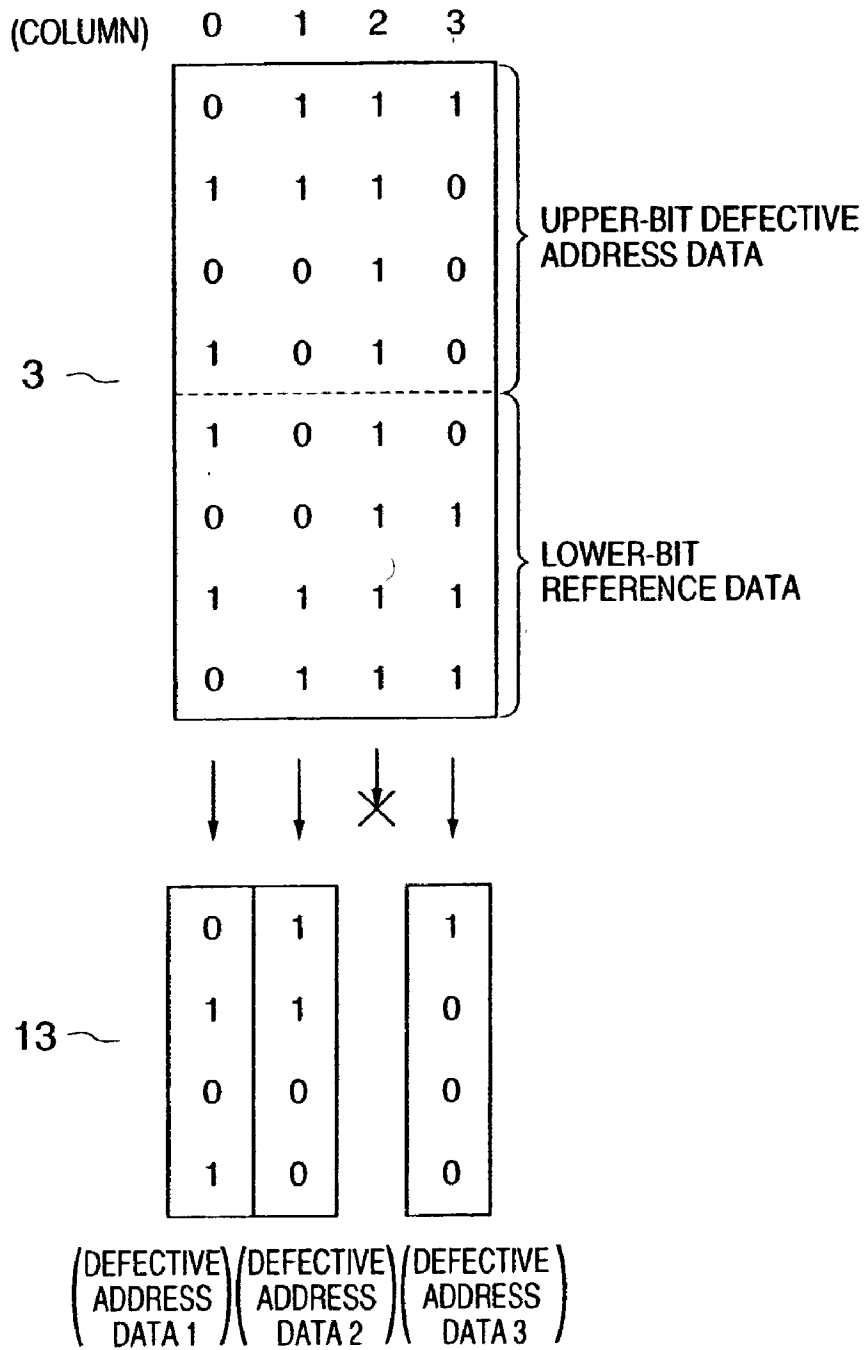 (COLUMN) 0 1 2 3
0 1 1 1
1 1 1 0
0 0 1 0
1 0 1 0
UPPER-BIT DEFECTIVE
ADDRESS DATA
3
1 0 1 0
0 0 1 1
1 1 1 1
0 1 1 1
LOWER-BIT
REFERENCE DATA
0 1 1
1 1 0
0 0 0
1 0 0
13
(DEFECTIVE ADDRESS DATA 1)
(DEFECTIVE ADDRESS DATA 2)
(DEFECTIVE ADDRESS DATA 3)